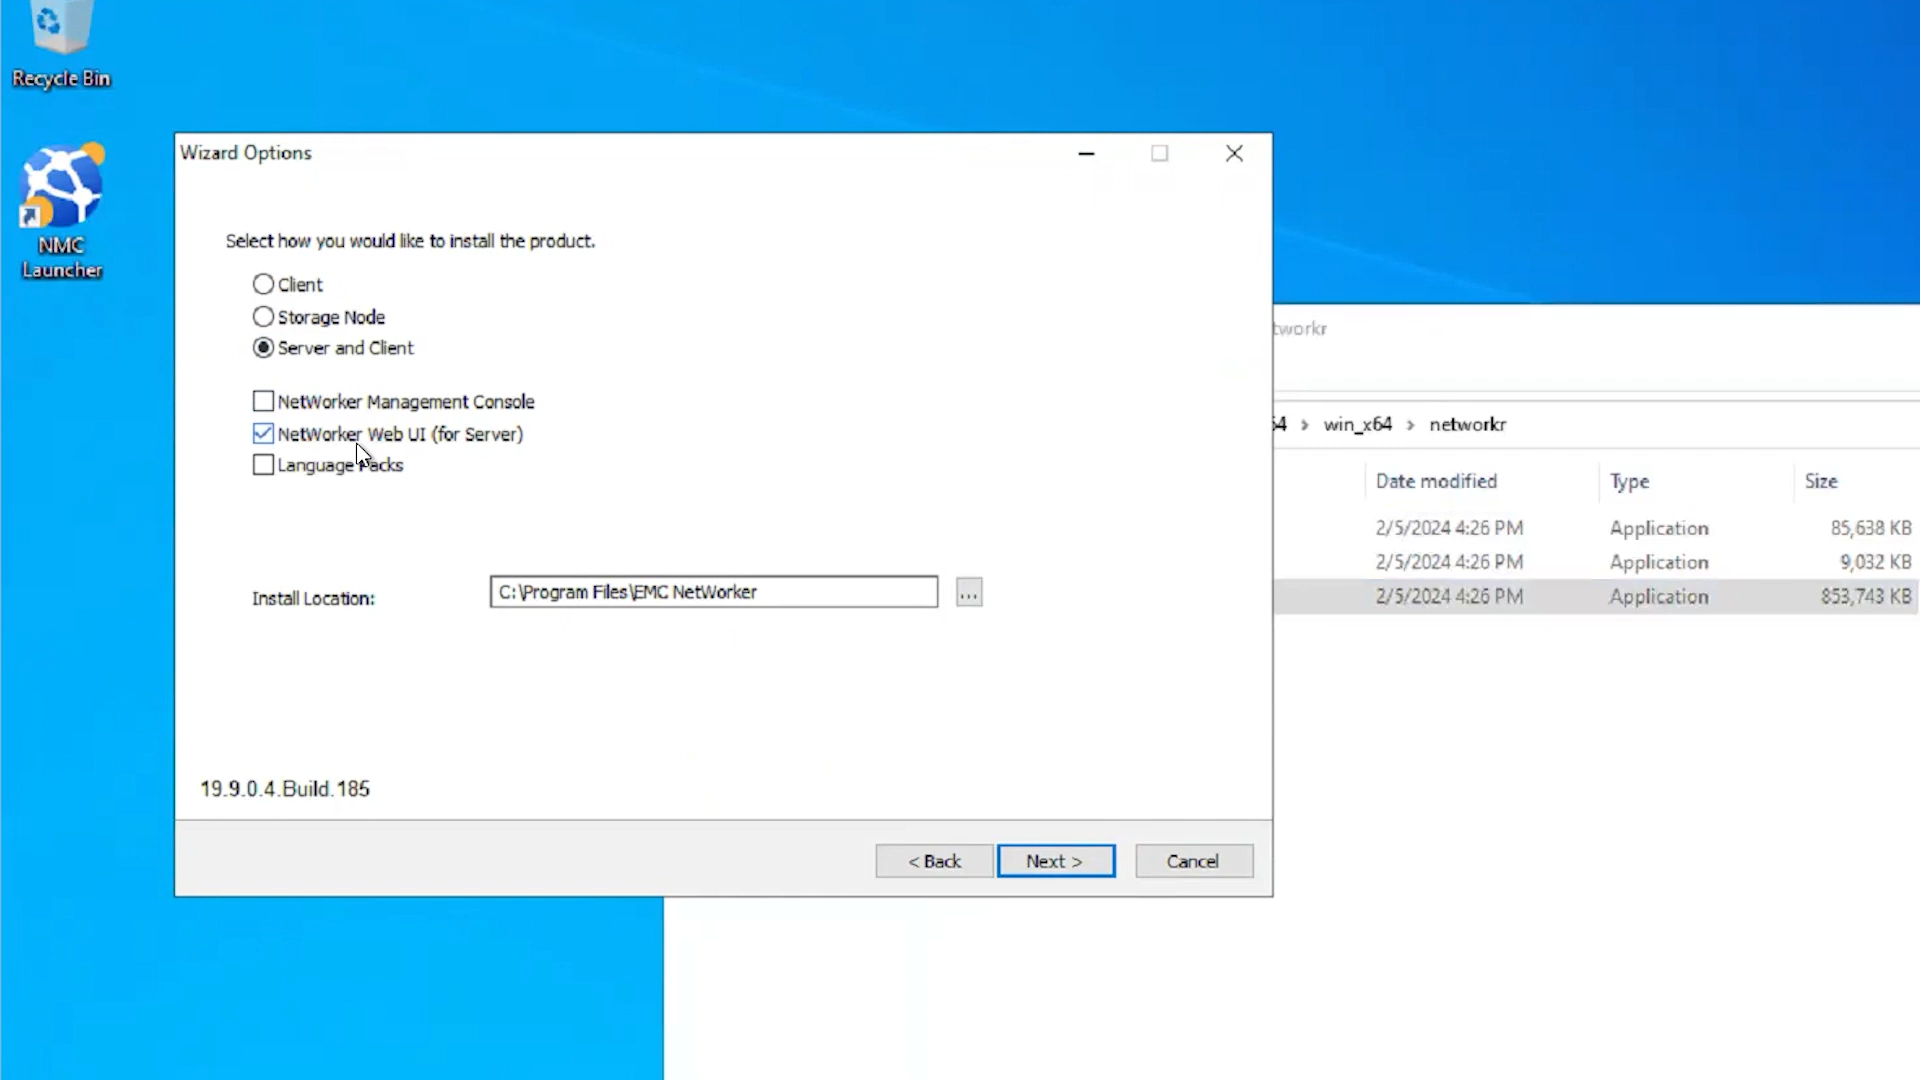 Recycle Bin
NMC
Launcher
Wizard Options
Select how you would like to install the product.
Client
Storage Node
Server and Client
NetWorker Management Console
NetWorker Web UI (for Server)
Language Packs
Install Location:
C:\Program Files\EMC NetWorker
...
19.9.0.4.Build.185
< Back
Next >
Cancel
tworkr
64 > win_x64 > networkr
Date modified Type Size
2/5/2024 4:26 PM Application 85,638 KB
2/5/2024 4:26 PM Application 9,032 KB
2/5/2024 4:26 PM Application 853,743 KB